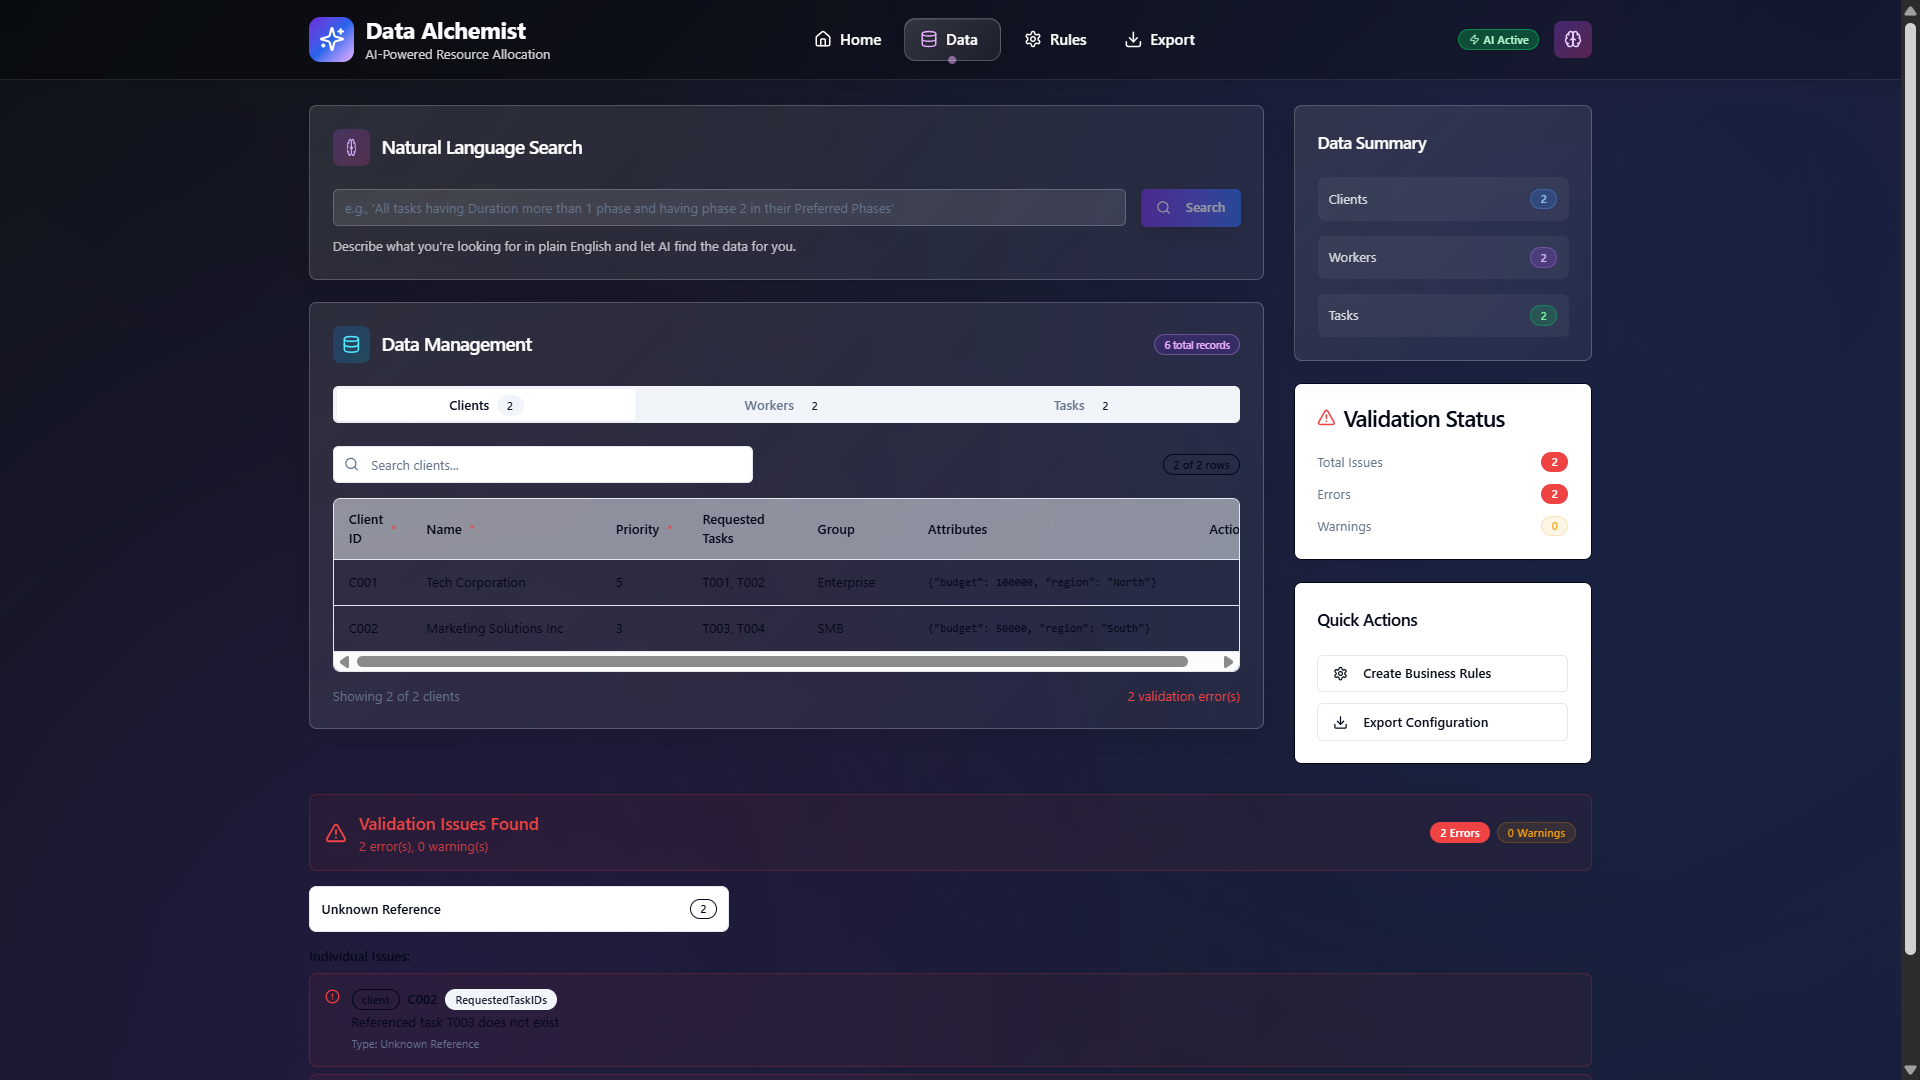 Data Alchemist
AI-Powered Resource Allocation
Home
Data
Rules
Export
AI Active
Natural Language Search
e.g., 'All tasks having Duration more than 1 phase and having phase 2 in their Preferred Phases'
Search
Describe what you're looking for in plain English and let AI find the data for you.
Data Management
6 total records
Clients 2
Workers 2
Tasks 2
Search clients...
2 of 2 rows
Client ID *
Name *
Priority *
Requested Tasks
Group
Attributes
Actio
C001 Tech Corporation 5 T001, T002 Enterprise {"budget": 100000, "region": "North"}
C002 Marketing Solutions Inc 3 T003, T004 SMB {"budget": 50000, "region": "South"}
Showing 2 of 2 clients
2 validation error(s)
Data Summary
Clients 2
Workers 2
Tasks 2
Validation Status
Total Issues 2
Errors 2
Warnings 0
Quick Actions
Create Business Rules
Export Configuration
Validation Issues Found
2 error(s), 0 warning(s)
2 Errors
0 Warnings
Unknown Reference 2
Individual Issues:
client C002 RequestedTaskIDs
Referenced task T003 does not exist
Type: Unknown Reference